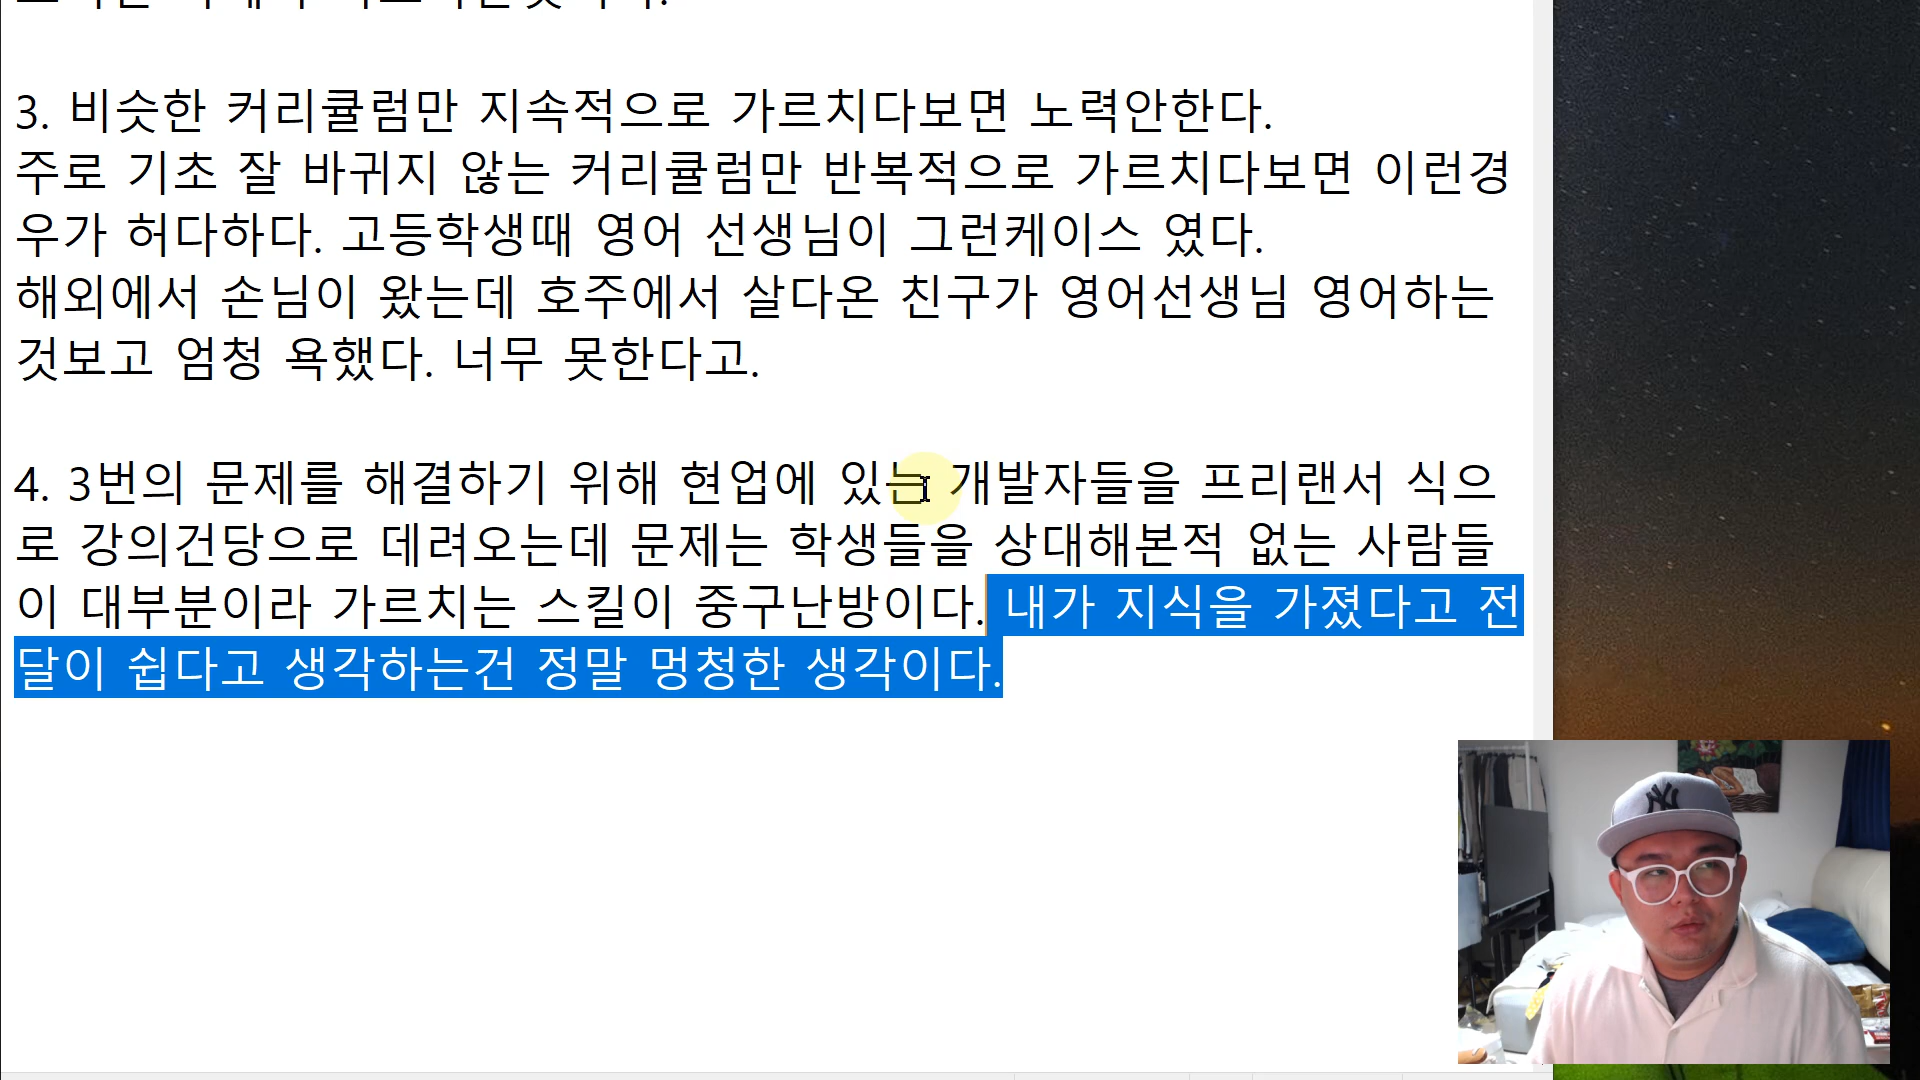 3. 비슷한 커리큘럼만 지속적으로 가르치다보면 노력안한다.
주로 기초 잘 바귀지 않는 커리큘럼만 반복적으로 가르치다보면 이런경
우가 허다하다. 고등학생때 영어 선생님이 그런케이스 였다.
해외에서 손님이 왔는데 호주에서 살다온 친구가 영어선생님 영어하는
것보고 엄청 욕했다. 너무 못한다고.
4. 3번의 문제를 해결하기 위해 현업에 있는 개발자들을 프리랜서 식으
로 강의건당으로 데려오는데 문제는 학생들을 상대해본적 없는 사람들
이 대부분이라 가르치는 스킬이 중구난방이다. 내가 지식을 가졌다고 전
달이 쉽다고 생각하는건 정말 멍청한 생각이다.
NY